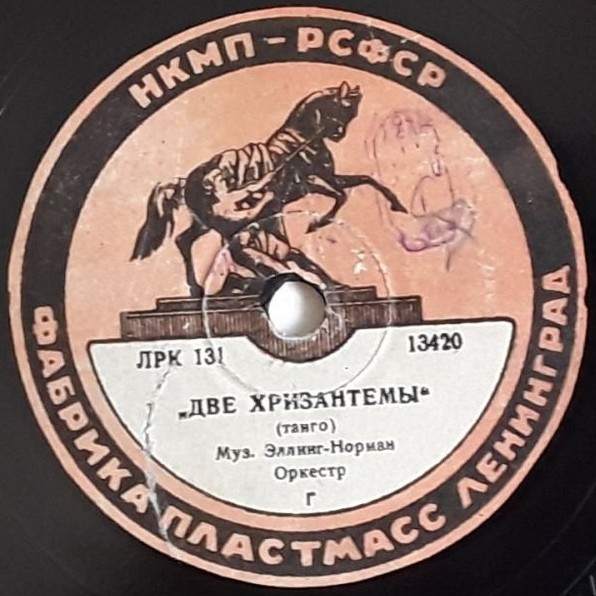 НКМП-РСФСР
ЛРК 131
13420
„ДВЕ ХРИЗАНТЕМЫ“
(танго)
Муз. Эллинг-Норман
Оркестр
Г
ФАБРИКА ПЛАСТМАСС ЛЕНИНГРАД